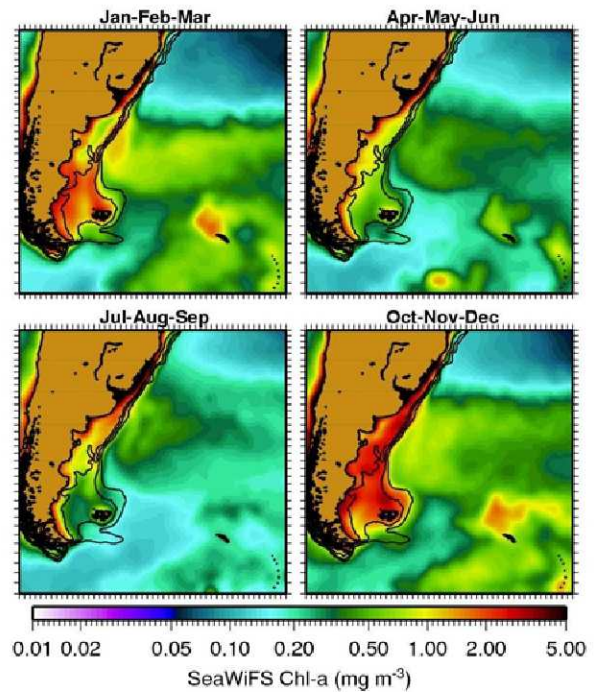 Jan-Feb-Mar
Apr-May-Jun
Jul-Aug-Sep
Oct-Nov-Dec
0.01 0.02 0.05 0.10 0.20 0.50 1.00 2.00 5.00
SeaWiFS Chl-a (mg m⁻³)